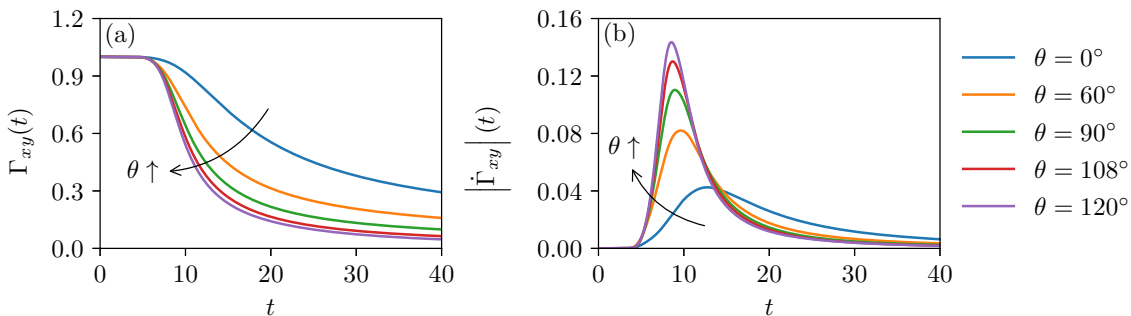 (a)
1.2
0.9
0.6
0.3
0.0
Γxy(t)
θ ↑
0 10 20 30 40
t
(b)
0.16
0.12
0.08
0.04
0.00
|Γ̇xy|(t)
θ ↑
0 10 20 30 40
t
θ = 0°
θ = 60°
θ = 90°
θ = 108°
θ = 120°